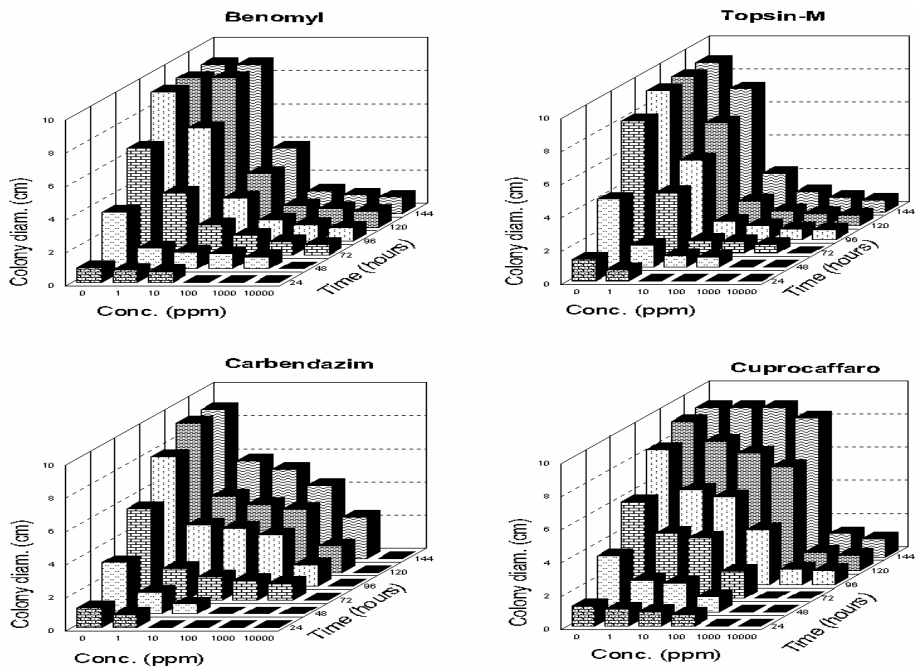 Benomyl
10
8
6
4
2
0
Colony diam. (cm)
0 1 10 100 1000 10000
Conc. (ppm)
24 48 72 96 120 144
Time (hours)
Topsin-M
10
8
6
4
2
0
Colony diam. (cm)
0 1 10 100 1000 10000
Conc. (ppm)
24 48 72 96 120 144
Time (hours)
Carbendazim
10
8
6
4
2
0
Colony diam. (cm)
0 1 10 100 1000 10000
Conc. (ppm)
24 48 72 96 120 144
Time (hours)
Cuprocaffaro
10
8
6
4
2
0
Colony diam. (cm)
0 1 10 100 1000 10000
Conc. (ppm)
24 48 72 96 120 144
Time (hours)